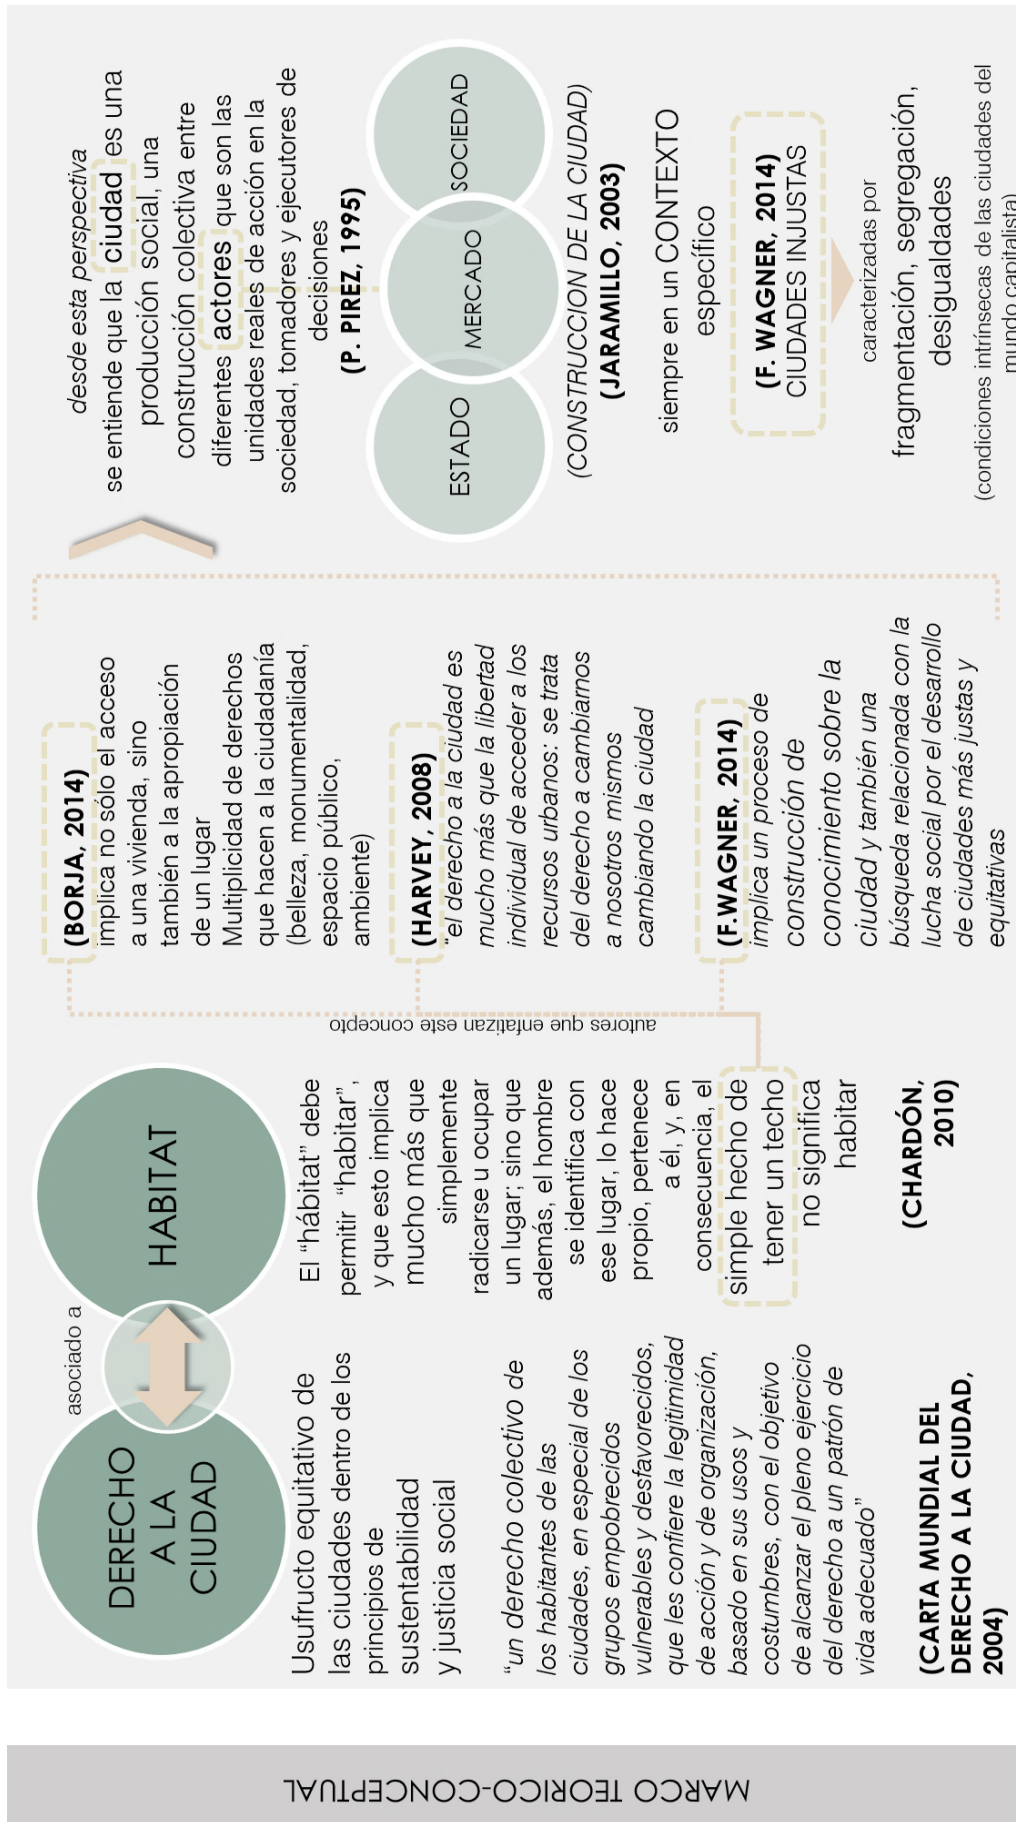 MARCO TEORICO-CONCEPTUAL
DERECHO
A LA
CIUDAD
asociado a
HABITAT
Usufructo equitativo de
las ciudades dentro de los
principios de
sustentabilidad
y justicia social
“un derecho colectivo de
los habitantes de las
ciudades, en especial de los
grupos empobrecidos
vulnerables y desfavorecidos,
que les confiere la legitimidad
de acción y de organización,
basado en sus usos y
costumbres, con el objetivo
de alcanzar el pleno ejercicio
del derecho a un patrón de
vida adecuado”
(CARTA MUNDIAL DEL
DERECHO A LA CIUDAD,
2004)
El “hábitat” debe
permitir “habitar”,
y que esto implica
mucho más que
simplemente
radicarse u ocupar
un lugar; sino que
además, el hombre
se identifica con
ese lugar, lo hace
propio, pertenece
a él, y, en
consecuencia, el
simple hecho de
tener un techo
no significa
habitar
(CHARDÓN,
2010)
autores que enfatizan este concepto
(BORJA, 2014)
implica no sólo el acceso
a una vivienda, sino
también a la apropiación
de un lugar
Multiplicidad de derechos
que hacen a la ciudadanía
(belleza, monumentalidad,
espacio público,
ambiente)
(HARVEY, 2008)
“el derecho a la ciudad es
mucho más que la libertad
individual de acceder a los
recursos urbanos: se trata
del derecho a cambiarnos
a nosotros mismos
cambiando la ciudad
(F.WAGNER, 2014)
implica un proceso de
construcción de
conocimiento sobre la
ciudad y también una
búsqueda relacionada con la
lucha social por el desarrollo
de ciudades más justas y
equitativas
desde esta perspectiva
se entiende que la ciudad es una
producción social, una
construcción colectiva entre
diferentes actores que son las
unidades reales de acción en la
sociedad, tomadores y ejecutores de
decisiones
(P. PIREZ, 1995)
ESTADO
MERCADO
SOCIEDAD
(CONSTRUCCION DE LA CIUDAD)
(JARAMILLO, 2003)
siempre en un CONTEXTO
específico
(F. WAGNER, 2014)
CIUDADES INJUSTAS
caracterizadas por
fragmentación, segregación,
desigualdades
(condiciones intrínsecas de las ciudades del
mundo capitalista)